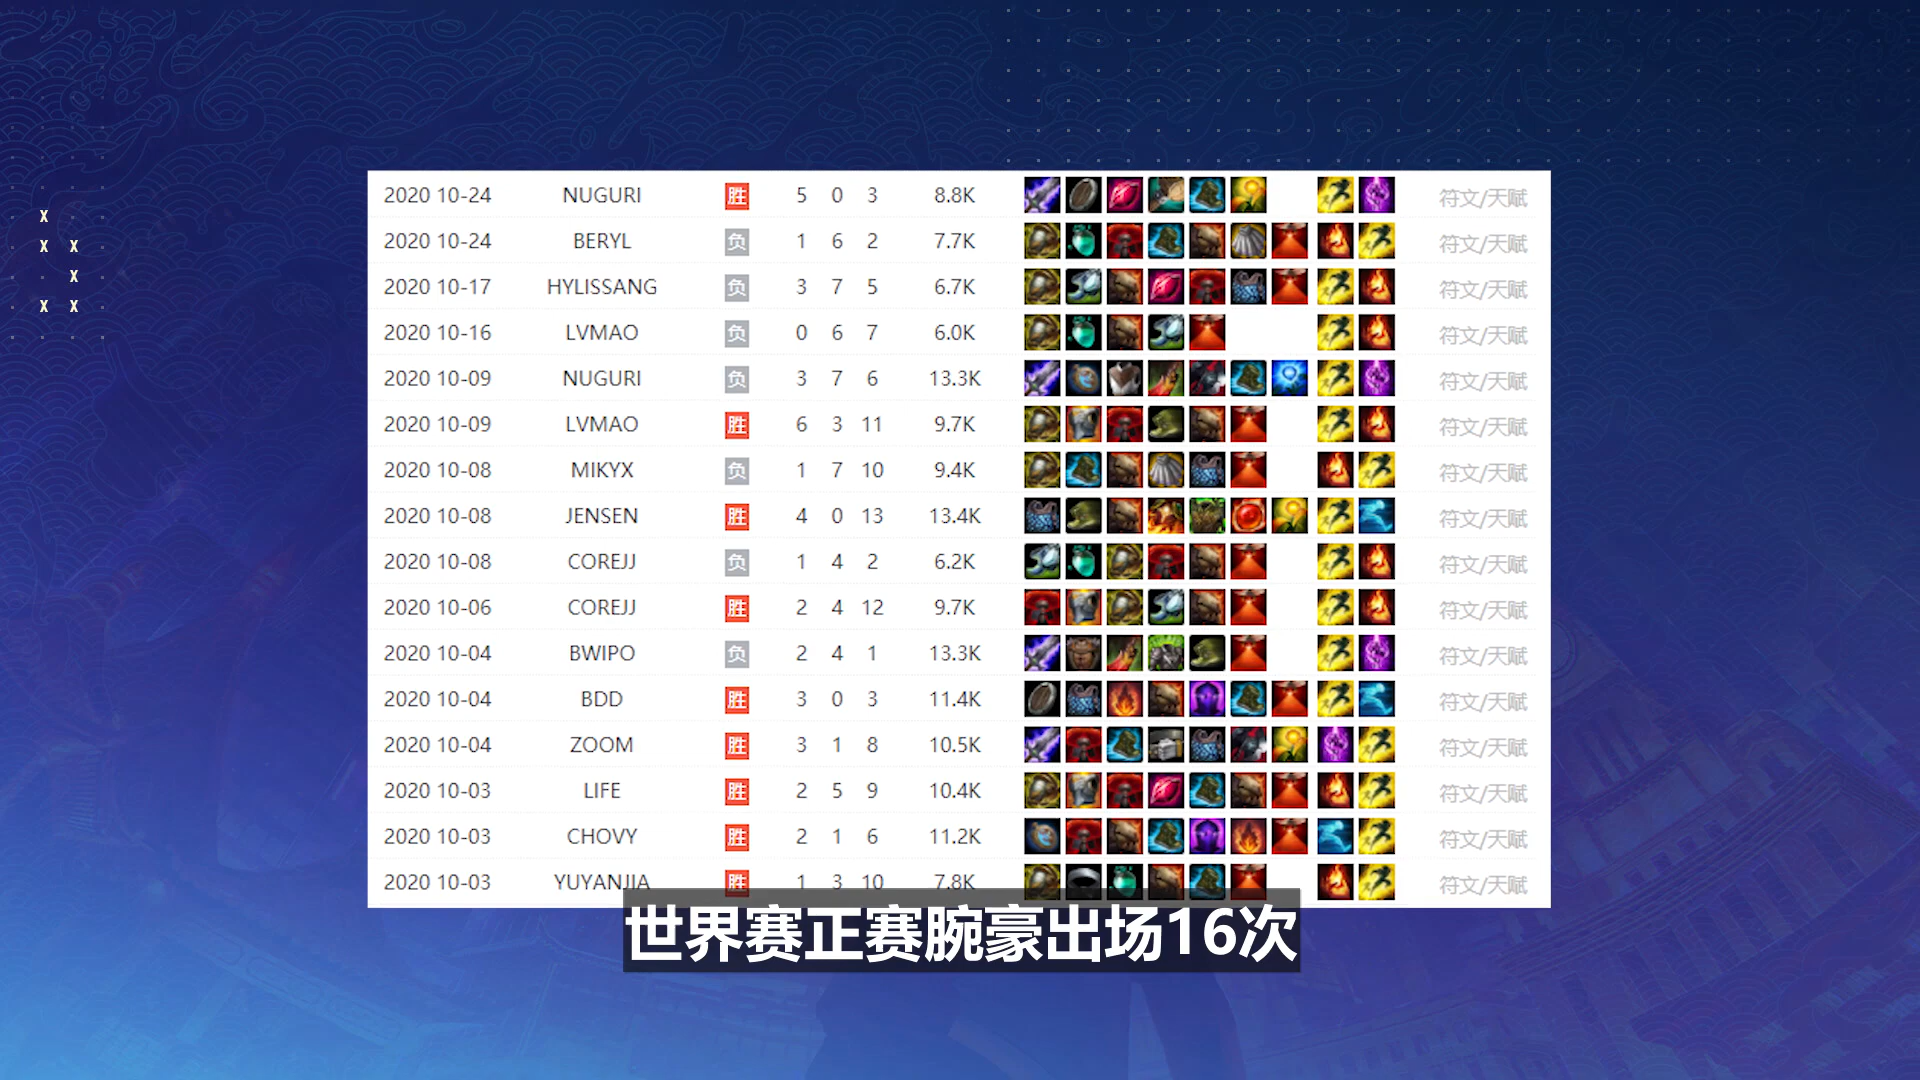 2020 10-24 NUGURI 胜 5 0 3 8.8K 符文/天赋
2020 10-24 BERYL 负 1 6 2 7.7K 符文/天赋
2020 10-17 HYLISSANG 负 3 7 5 6.7K 符文/天赋
2020 10-16 LVMAO 负 0 6 7 6.0K 符文/天赋
2020 10-09 NUGURI 负 3 7 6 13.3K 符文/天赋
2020 10-09 LVMAO 胜 6 3 11 9.7K 符文/天赋
2020 10-08 MIKYX 负 1 7 10 9.4K 符文/天赋
2020 10-08 JENSEN 胜 4 0 13 13.4K 符文/天赋
2020 10-08 COREJJ 负 1 4 2 6.2K 符文/天赋
2020 10-06 COREJJ 胜 2 4 12 9.7K 符文/天赋
2020 10-04 BWIPO 负 2 4 1 13.3K 符文/天赋
2020 10-04 BDD 胜 3 0 3 11.4K 符文/天赋
2020 10-04 ZOOM 胜 3 1 8 10.5K 符文/天赋
2020 10-03 LIFE 胜 2 5 9 10.4K 符文/天赋
2020 10-03 CHOVY 胜 2 1 6 11.2K 符文/天赋
2020 10-03 YUYANJIA 胜 1 3 10 7.8K 符文/天赋
世界赛正赛腕豪出场16次